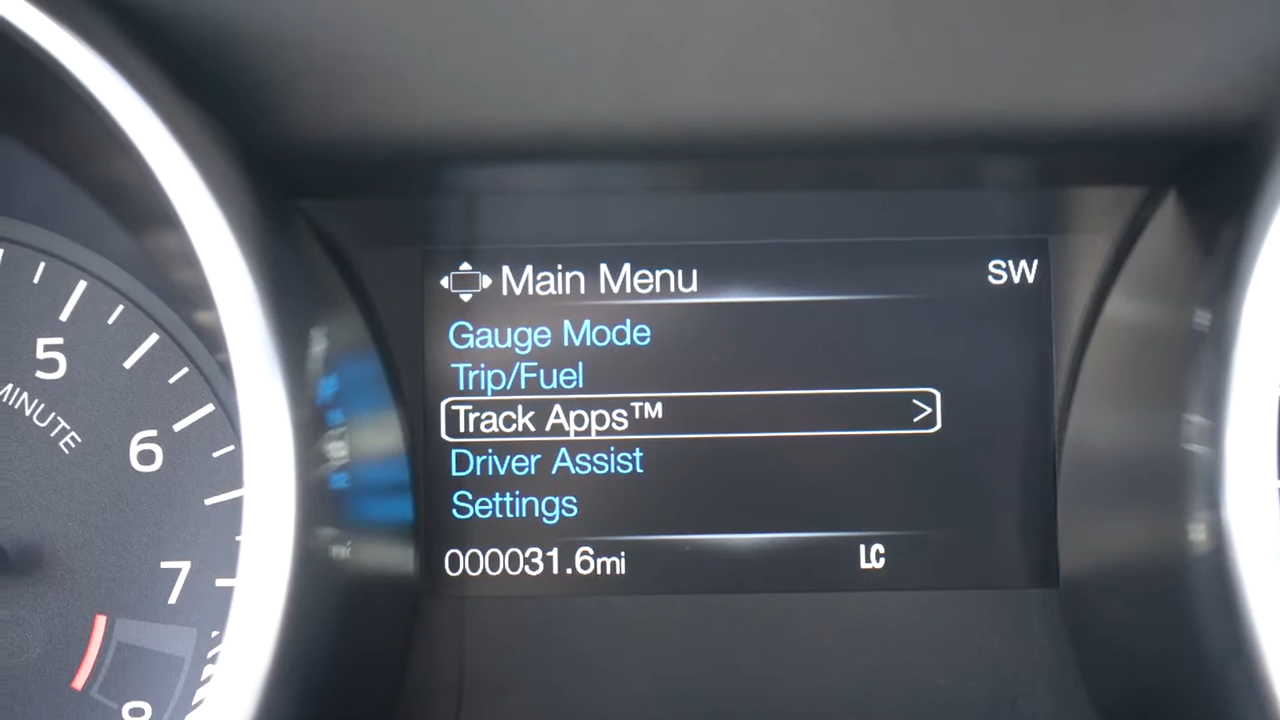 Main Menu
SW
Gauge Mode
Trip/Fuel
Track Apps™ >
Driver Assist
Settings
000031.6mi
LC
5
MINUTE
6
7
8